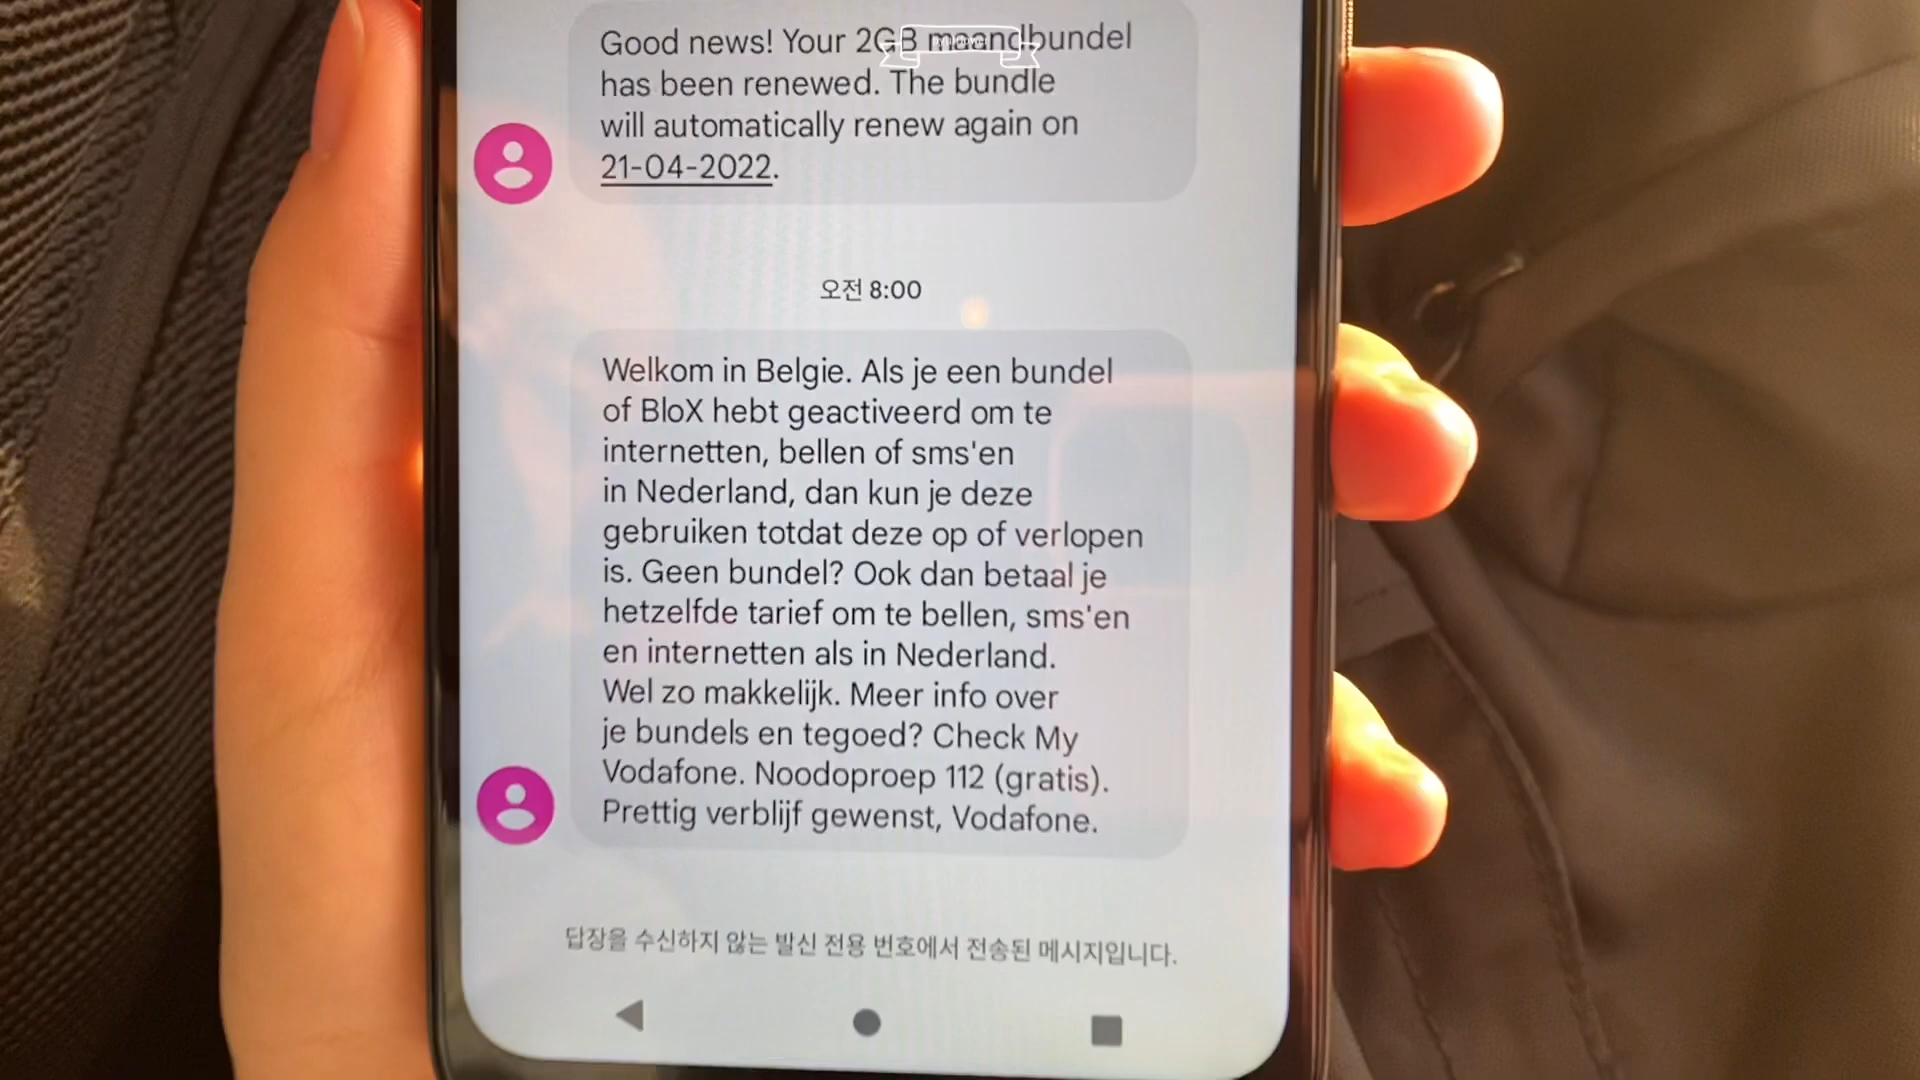 Good news! Your 2GB maandbundel
has been renewed. The bundle
will automatically renew again on
21-04-2022.
오전 8:00
Welkom in Belgie. Als je een bundel
of BloX hebt geactiveerd om te
internetten, bellen of sms'en
in Nederland, dan kun je deze
gebruiken totdat deze op of verlopen
is. Geen bundel? Ook dan betaal je
hetzelfde tarief om te bellen, sms'en
en internetten als in Nederland.
Wel zo makkelijk. Meer info over
je bundels en tegoed? Check My
Vodafone. Noodoproep 112 (gratis).
Prettig verblijf gewenst, Vodafone.
답장을 수신하지 않는 발신 전용 번호에서 전송된 메시지입니다.